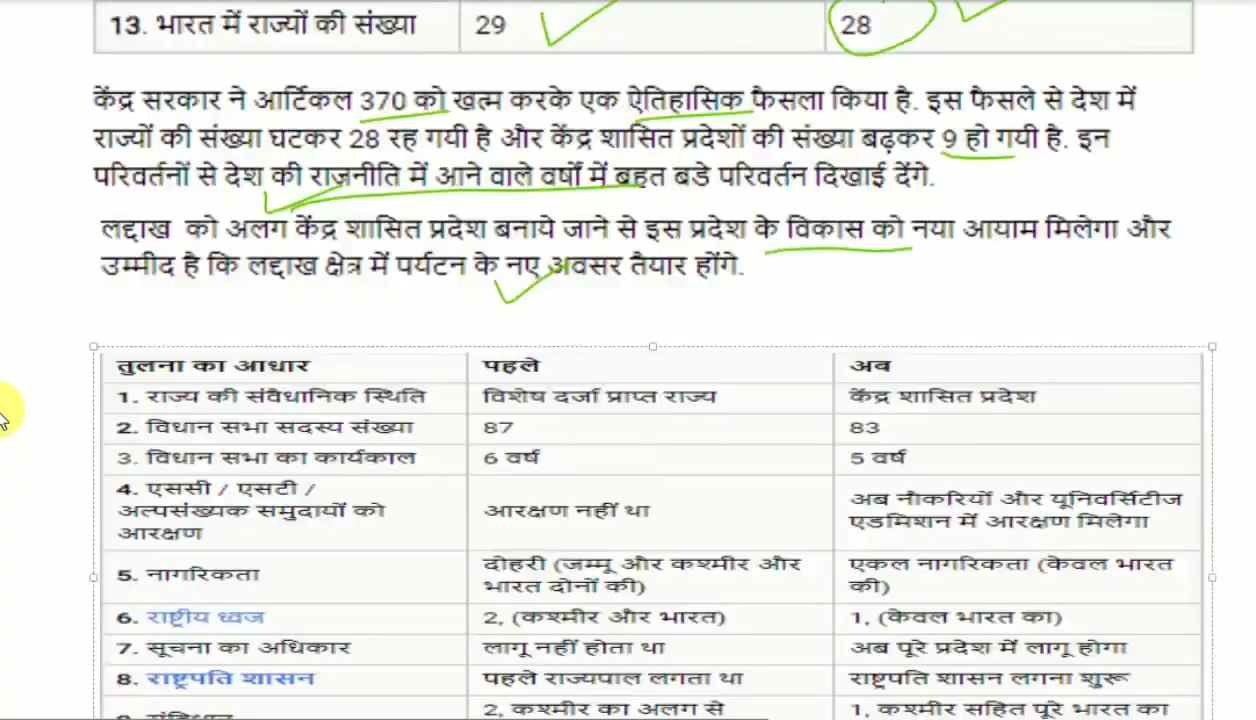 13. भारत में राज्यों की संख्या 29 28
केंद्र सरकार ने आर्टिकल 370 को खत्म करके एक ऐतिहासिक फैसला किया है. इस फैसले से देश में
राज्यों की संख्या घटकर 28 रह गयी है और केंद्र शासित प्रदेशों की संख्या बढ़कर 9 हो गयी है. इन
परिवर्तनों से देश की राजनीति में आने वाले वर्षों में बहुत बडे परिवर्तन दिखाई देंगे.
लद्दाख को अलग केंद्र शासित प्रदेश बनाये जाने से इस प्रदेश के विकास को नया आयाम मिलेगा और
उम्मीद है कि लद्दाख क्षेत्र में पर्यटन के नए अवसर तैयार होंगे.
तुलना का आधार पहले अब
1. राज्य की संवैधानिक स्थिति विशेष दर्जा प्राप्त राज्य केंद्र शासित प्रदेश
2. विधान सभा सदस्य संख्या 87 83
3. विधान सभा का कार्यकाल 6 वर्ष 5 वर्ष
4. एससी / एसटी /
अल्पसंख्यक समुदायों को
आरक्षण
आरक्षण नहीं था
अब नौकरियों और यूनिवर्सिटीज
एडमिशन में आरक्षण मिलेगा
5. नागरिकता
दोहरी (जम्मू और कश्मीर और
भारत दोनों की)
एकल नागरिकता (केवल भारत
की)
6. राष्ट्रीय ध्वज 2, (कश्मीर और भारत) 1, (केवल भारत का)
7. सूचना का अधिकार लागू नहीं होता था अब पूरे प्रदेश में लागू होगा
8. राष्ट्रपति शासन पहले राज्यपाल लगता था राष्ट्रपति शासन लगना शुरू
2, कश्मीर का अलग से 1, कश्मीर सहित पूरे भारत का